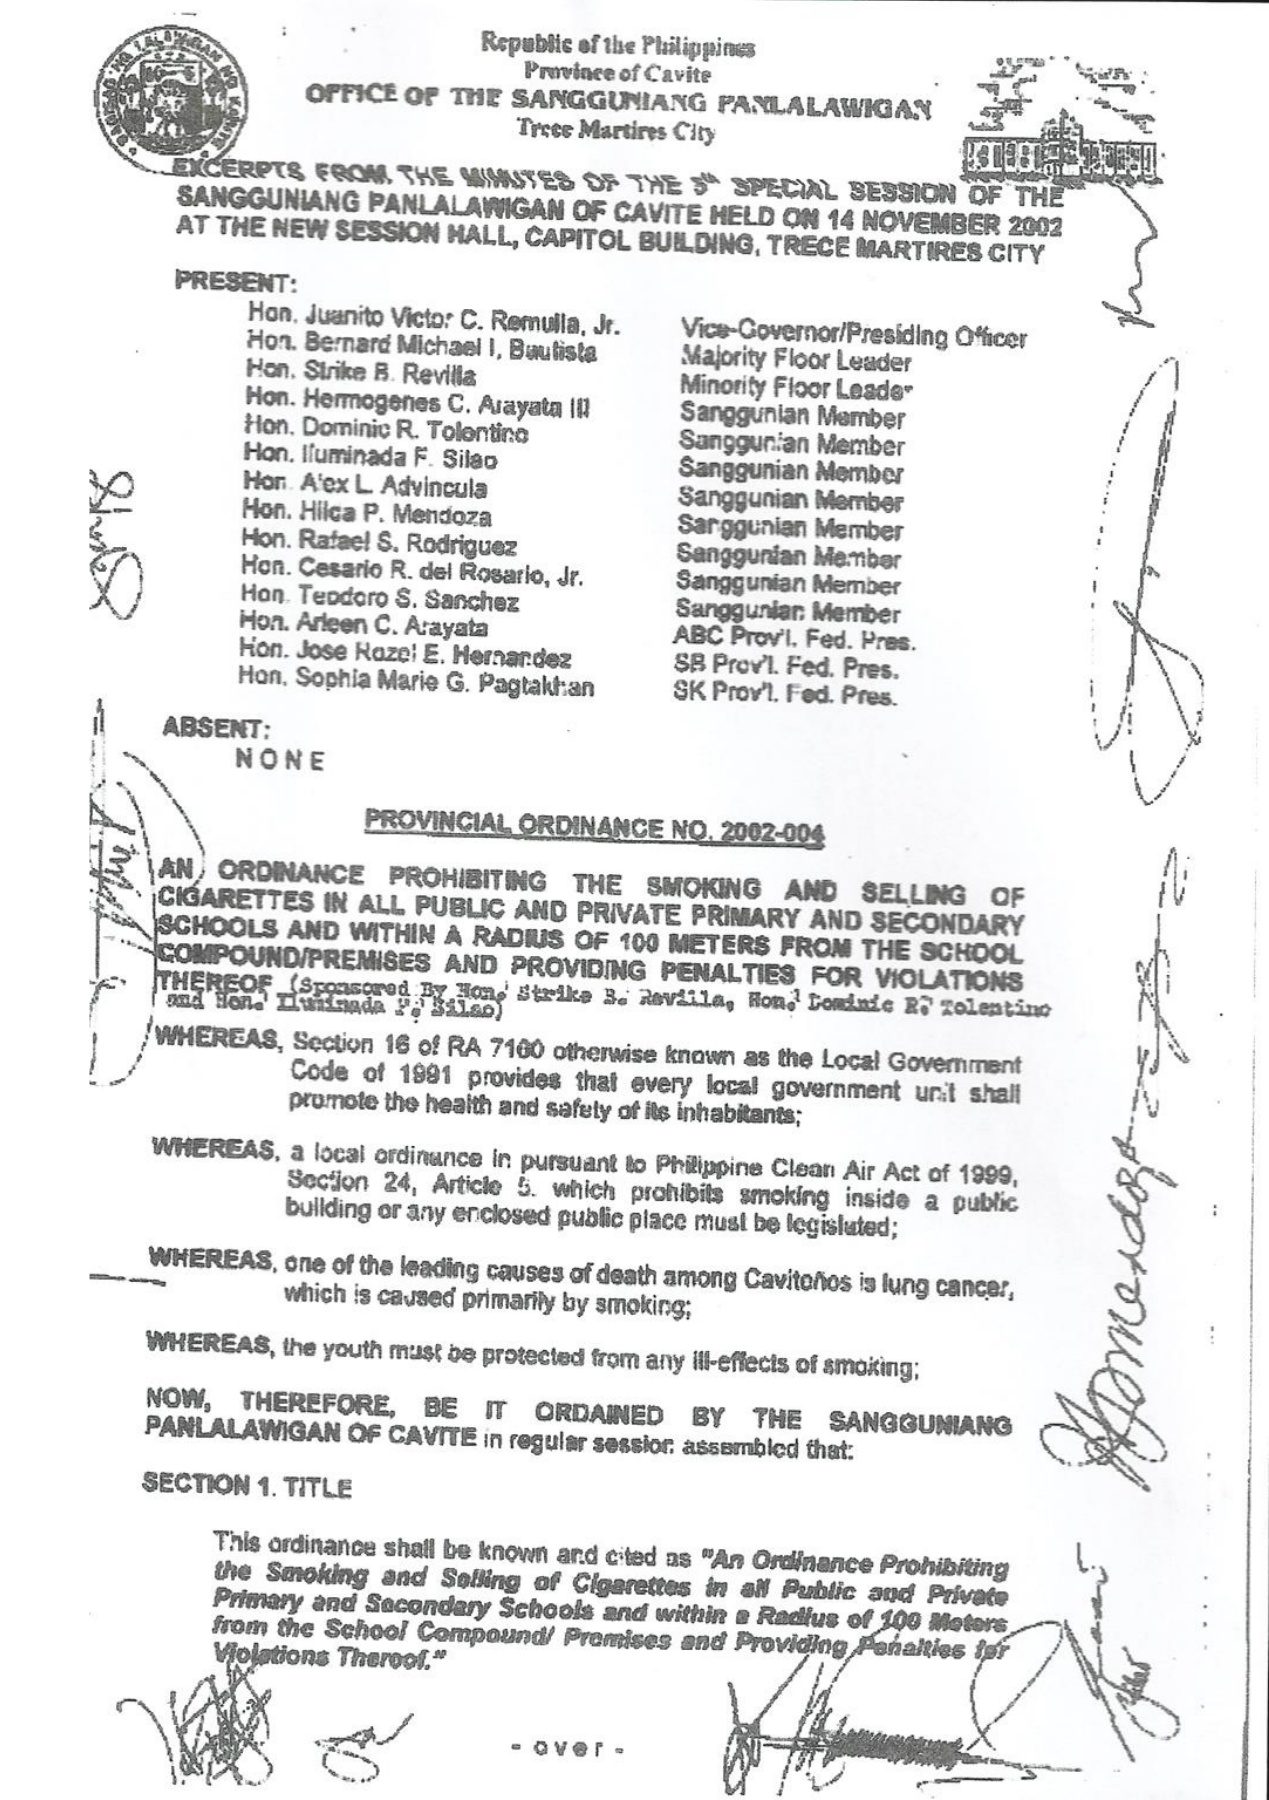 Republic of the Philippines
Province of Cavite
OFFICE OF THE SANGGUNIANG PANLALAWIGAN
Trece Martires City
EXCERPTS FROM THE MINUTES OF THE 5th SPECIAL SESSION OF THE
SANGGUNIANG PANLALAWIGAN OF CAVITE HELD ON 14 NOVEMBER 2002
AT THE NEW SESSION HALL, CAPITOL BUILDING, TRECE MARTIRES CITY
PRESENT:
Hon. Juanito Victor C. Remulla, Jr. Vice-Governor/Presiding Officer
Hon. Bernard Michael I, Bautista Majority Floor Leader
Hon. Strike B. Revilla Minority Floor Leader
Hon. Hermogenes C. Arayata III Sanggunian Member
Hon. Dominic R. Tolentino Sanggunian Member
Hon. Iluminada F. Silao Sanggunian Member
Hon. Alex L. Advincula Sanggunian Member
Hon. Hilda P. Mendoza Sanggunian Member
Hon. Rafael S. Rodriguez Sanggunian Member
Hon. Cesario R. del Rosario, Jr. Sanggunian Member
Hon. Teodoro S. Sanchez Sanggunian Member
Hon. Arleen C. Arayata ABC Prov'l. Fed. Pres.
Hon. Jose Rozel E. Hernandez SB Prov'l. Fed. Pres.
Hon. Sophia Marie G. Pagtakhan SK Prov'l. Fed. Pres.
ABSENT:
NONE
PROVINCIAL ORDINANCE NO. 2002-004
AN ORDINANCE PROHIBITING THE SMOKING AND SELLING OF
CIGARETTES IN ALL PUBLIC AND PRIVATE PRIMARY AND SECONDARY
SCHOOLS AND WITHIN A RADIUS OF 100 METERS FROM THE SCHOOL
COMPOUND/PREMISES AND PROVIDING PENALTIES FOR VIOLATIONS
THEREOF (Sponsored By Hon. Strike B. Revilla, Hon. Dominic R. Tolentino
and Hon. Iluminada F. Silao)
WHEREAS, Section 16 of RA 7160 otherwise known as the Local Government
Code of 1991 provides that every local government unit shall
promote the health and safety of its inhabitants;
WHEREAS, a local ordinance in pursuant to Philippine Clean Air Act of 1999,
Section 24, Article 5. which prohibits smoking inside a public
building or any enclosed public place must be legislated;
WHEREAS, one of the leading causes of death among Caviteños is lung cancer,
which is caused primarily by smoking;
WHEREAS, the youth must be protected from any ill-effects of smoking;
NOW, THEREFORE, BE IT ORDAINED BY THE SANGGUNIANG
PANLALAWIGAN OF CAVITE in regular session assembled that:
SECTION 1. TITLE
This ordinance shall be known and cited as "An Ordinance Prohibiting
the Smoking and Selling of Cigarettes in all Public and Private
Primary and Secondary Schools and within a Radius of 100 Meters
from the School Compound/ Premises and Providing Penalties for
Violations Thereof."
- over -